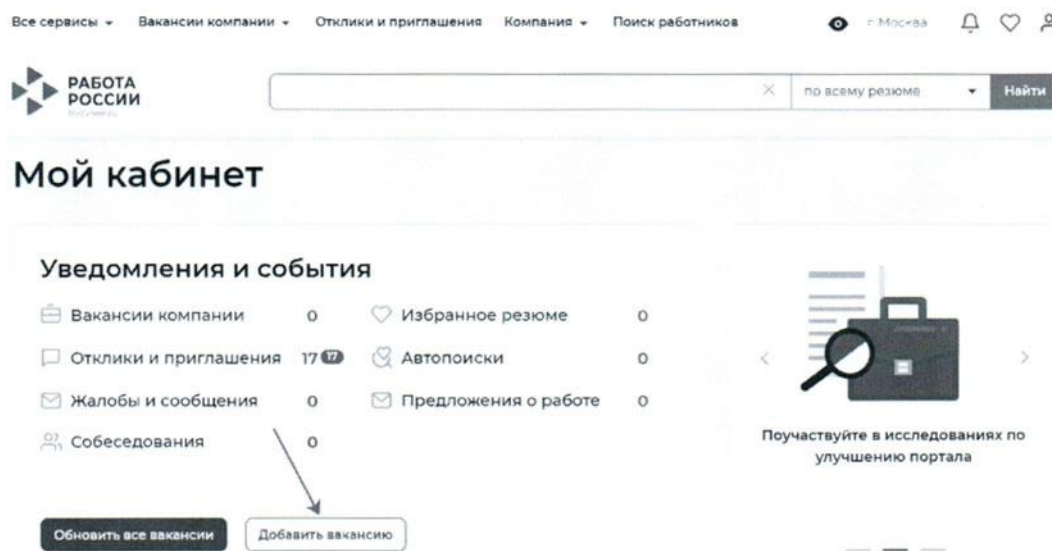 Все сервисы Вакансии компании Отклики и приглашения Компания Поиск работников г. Москва
РАБОТА
РОССИИ
по всему резюме Найти
Мой кабинет
Уведомления и события
Вакансии компании 0 Избранное резюме 0
Отклики и приглашения 17 17 Автопоиски 0
Жалобы и сообщения 0 Предложения о работе 0
Собеседования 0
Поучаствуйте в исследованиях по
улучшению портала
Обновить все вакансии Добавить вакансию